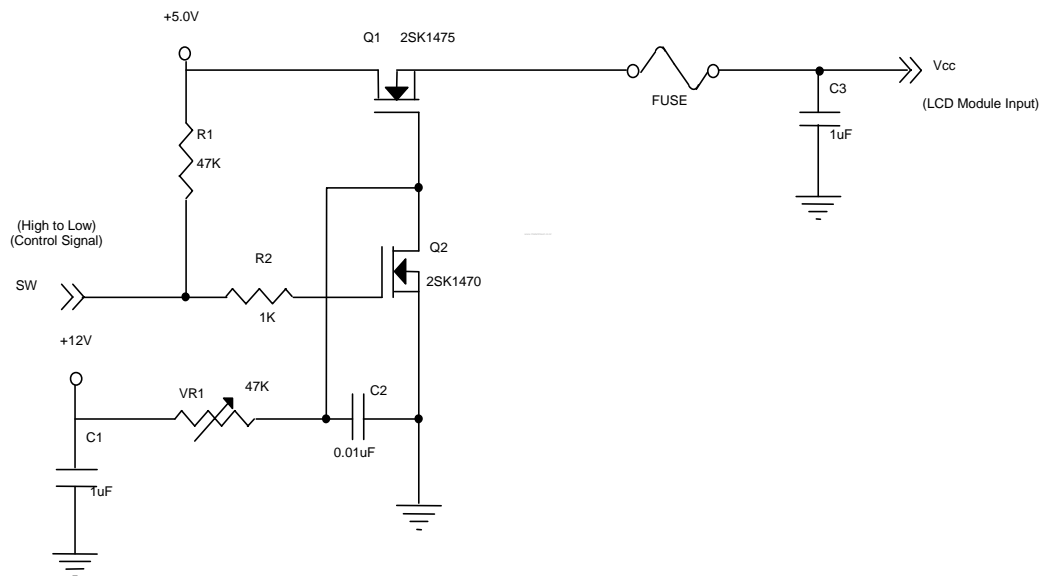 +5.0V
Q1 2SK1475
Vcc
FUSE
C3
(LCD Module Input)
R1
1uF
47K
(High to Low)
(Control Signal)
Q2
R2
SW
2SK1470
1K
+12V
VR1
47K
C2
C1
0.01uF
1uF